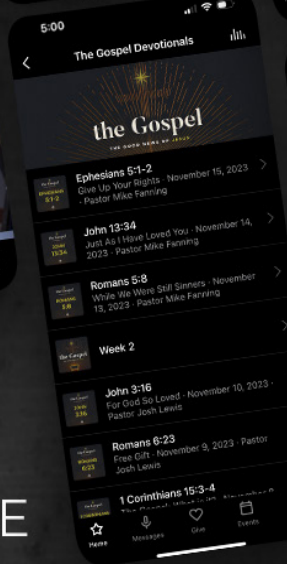 5:00
The Gospel Devotionals
the Gospel
THE GOOD NEWS OF JESUS
Ephesians 5:1-2
Give Up Your Rights · November 15, 2023
· Pastor Mike Fanning
John 13:34
Just As I Have Loved You · November 14,
2023 · Pastor Mike Fanning
Romans 5:8
While We Were Still Sinners · November
13, 2023 · Pastor Mike Fanning
the Gospel
Week 2
John 3:16
For God So Loved · November 10, 2023 ·
Pastor Josh Lewis
Romans 6:23
Free Gift · November 9, 2023 · Pastor
Josh Lewis
1 Corinthians 15:3-4
E
Home
Messages
Give
Events